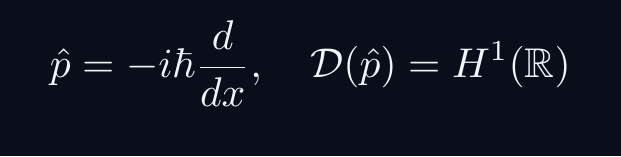 p̂ = −iħ d/dx, 𝒟(p̂) = H¹(ℝ)